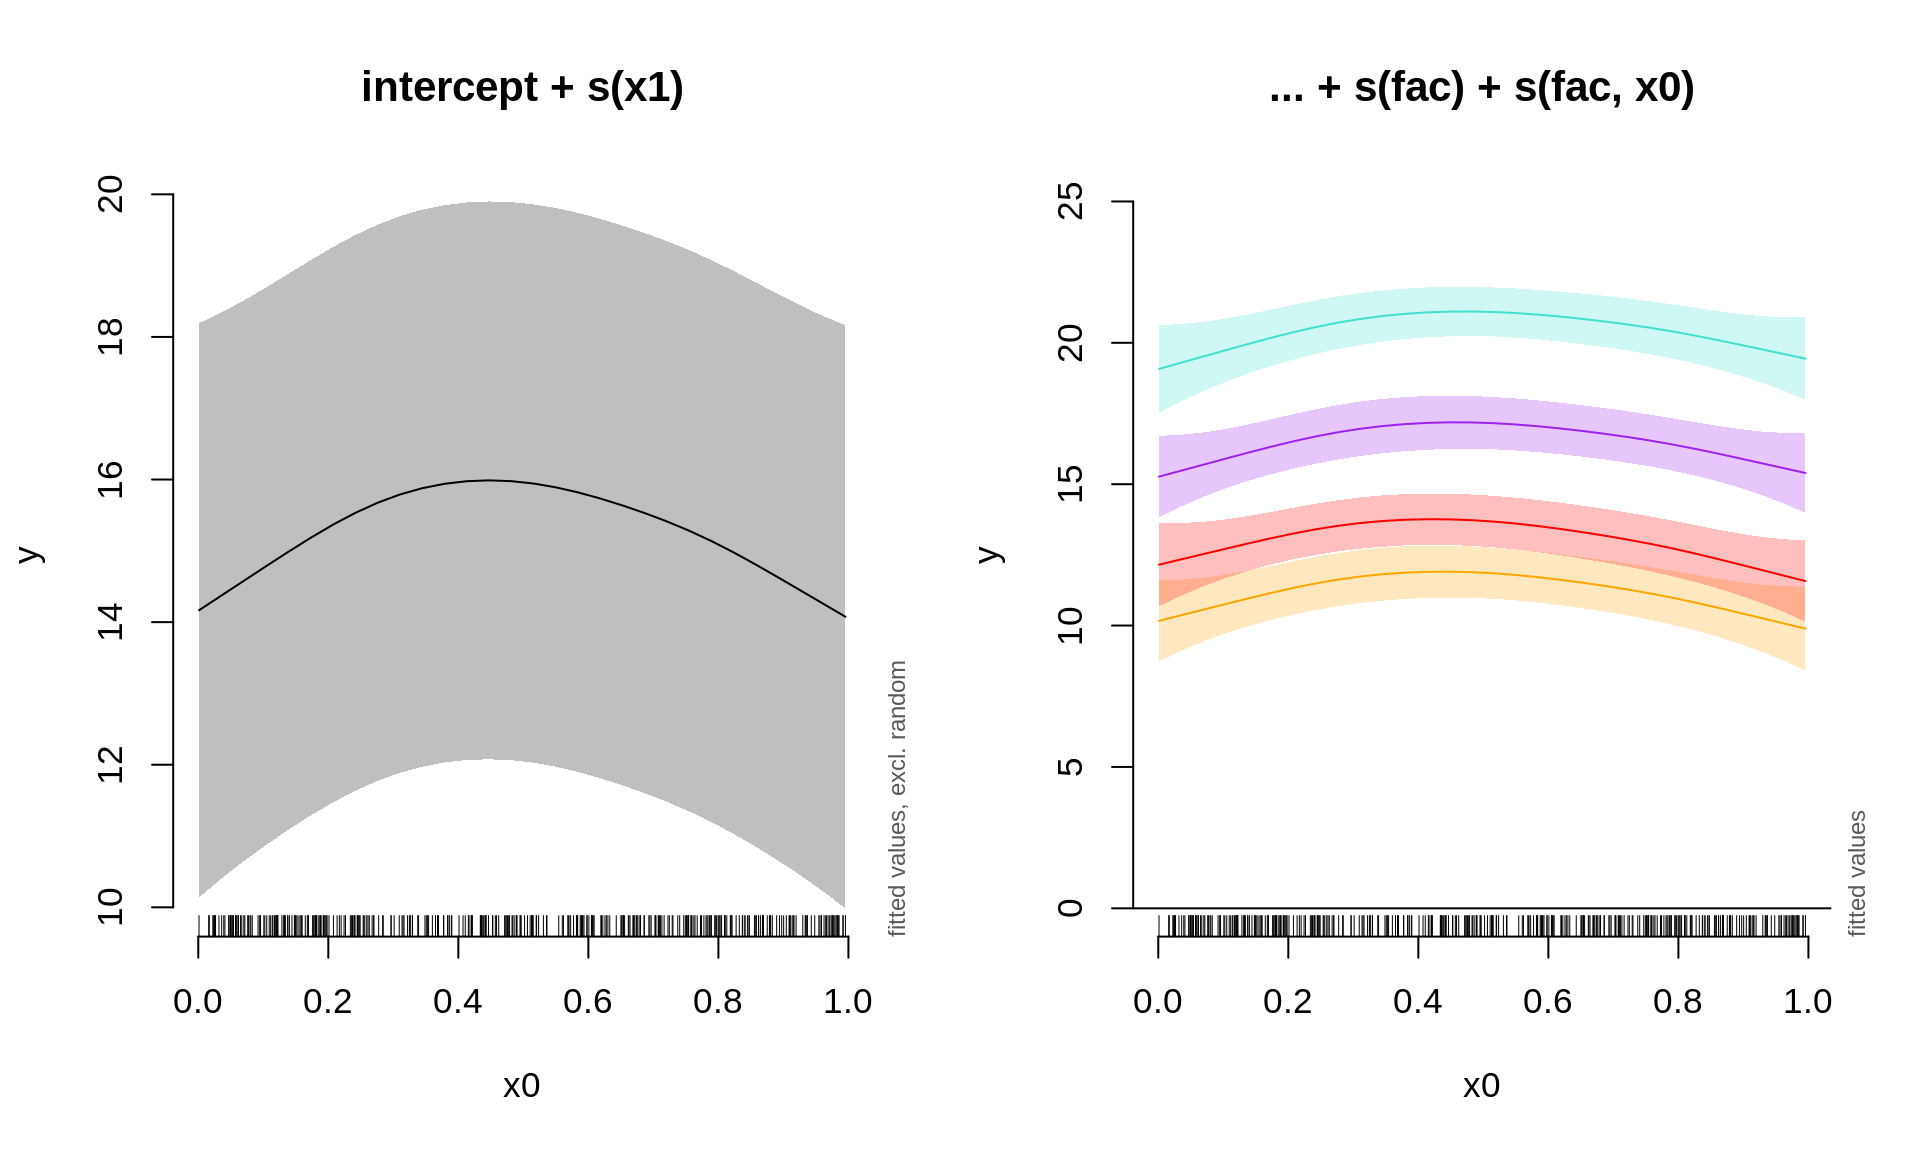 intercept + s(x1)
y
20
18
16
14
12
10
0.0 0.2 0.4 0.6 0.8 1.0
x0
fitted values, excl. random
... + s(fac) + s(fac, x0)
y
25
20
15
10
5
0
0.0 0.2 0.4 0.6 0.8 1.0
x0
fitted values